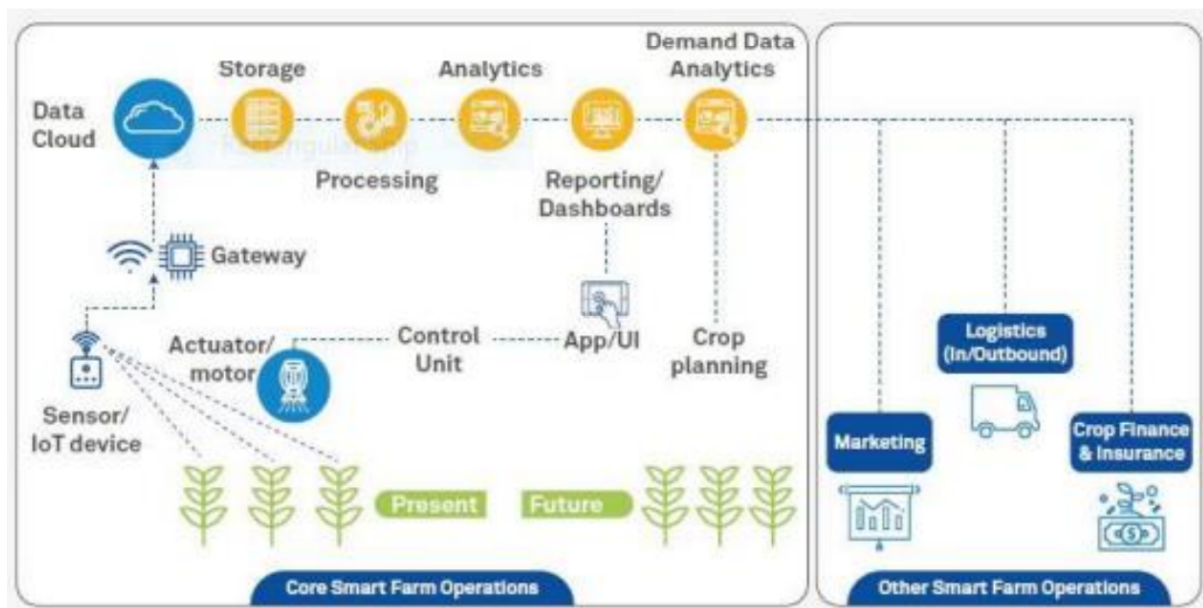 Demand Data
Analytics
Storage
Analytics
Data
Cloud
Processing
Reporting/
Dashboards
Gateway
Actuator/
motor
Control
Unit
App/UI
Crop
planning
Sensor/
IoT device
Present
Future
Core Smart Farm Operations
Logistics
(In/Outbound)
Marketing
Crop Finance
& Insurance
Other Smart Farm Operations